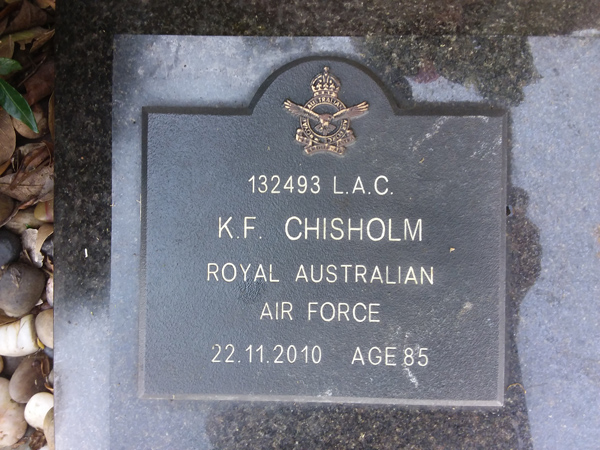 132493 L.A.C.
K.F. CHISHOLM
ROYAL AUSTRALIAN
AIR FORCE
22.11.2010 AGE 85